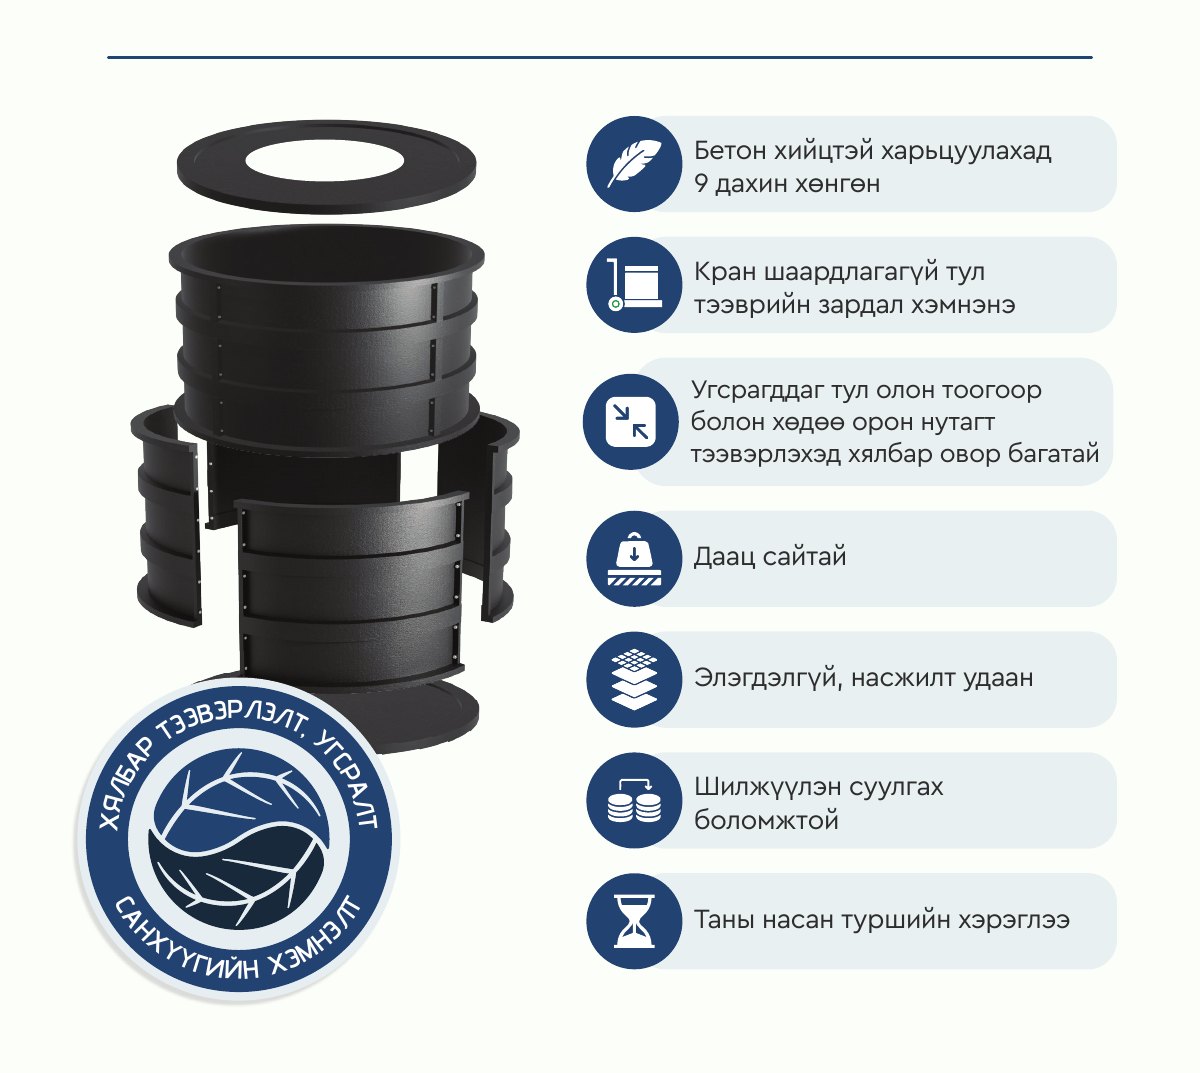 Бетон хийцтэй харьцуулахад
9 дахин хөнгөн
Кран шаардлагагүй тул
тээврийн зардал хэмнэнэ
Угсрагддаг тул олон тоогоор
болон хөдөө орон нутагт
тээвэрлэхэд хялбар овор багатай
Даац сайтай
Элэгдэлгүй, насжилт удаан
Шилжүүлэн суулгах
боломжтой
Таны насан туршийн хэрэглээ
ХЯЛБАР ТЭЭВЭРЛЭЛТ, УГСРАЛТ
САНХҮҮГИЙН ХЭМНЭЛТ